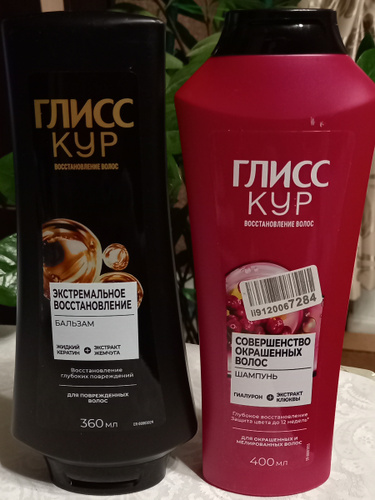 ГЛИСС
КУР
ВОССТАНОВЛЕНИЕ ВОЛОС
ЭКСТРЕМАЛЬНОЕ
ВОССТАНОВЛЕНИЕ
БАЛЬЗАМ
ЖИДКИЙ
КЕРАТИН + ЭКСТРАКТ
ЖЕМЧУГА
Восстановление
глубоких повреждений
ДЛЯ ПОВРЕЖДЕННЫХ
ВОЛОС
360 мл
ГЛИСС
КУР
ВОССТАНОВЛЕНИЕ ВОЛОС
II9120067284
СОВЕРШЕНСТВО
ОКРАШЕННЫХ
ВОЛОС
ШАМПУНЬ
ГИАЛУРОН + ЭКСТРАКТ
КЛЮКВЫ
Глубокое восстановление
Защита цвета до 12 недель*
ДЛЯ ОКРАШЕННЫХ И
МЕЛИРОВАННЫХ ВОЛОС
400 мл